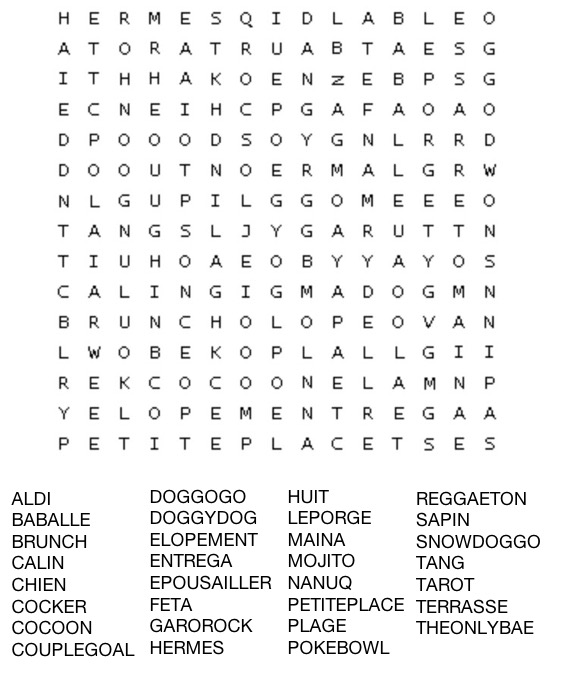 H E R M E S Q I D L A B L E O
A T O R A T R U A B T A E S G
I T H H A K O E N z E B P S G
E C N E I H C P G A F A O A O
D P O O O D S O Y G N L R R D
D O O U T N O E R M A L G R W
N L G U P I L G G O M E E E O
T A N G S L J Y G A R U T T N
T I U H O A E O B Y Y A Y O S
C A L I N G I G M A D O G M N
B R U N C H O L O P E O V A N
L W O B E K O P L A L L G I I
R E K C O C O O N E L A M N P
Y E L O P E M E N T R E G A A
P E T I T E P L A C E T S E S
ALDI DOGGOGO HUIT REGGAETON
BABALLE DOGGYDOG LEPORGE SAPIN
BRUNCH ELOPEMENT MAINA SNOWDOGGO
CALIN ENTREGA MOJITO TANG
CHIEN EPOUSAILLER NANUQ TAROT
COCKER FETA PETITEPLACE TERRASSE
COCOON GAROROCK PLAGE THEONLYBAE
COUPLEGOAL HERMES POKEBOWL